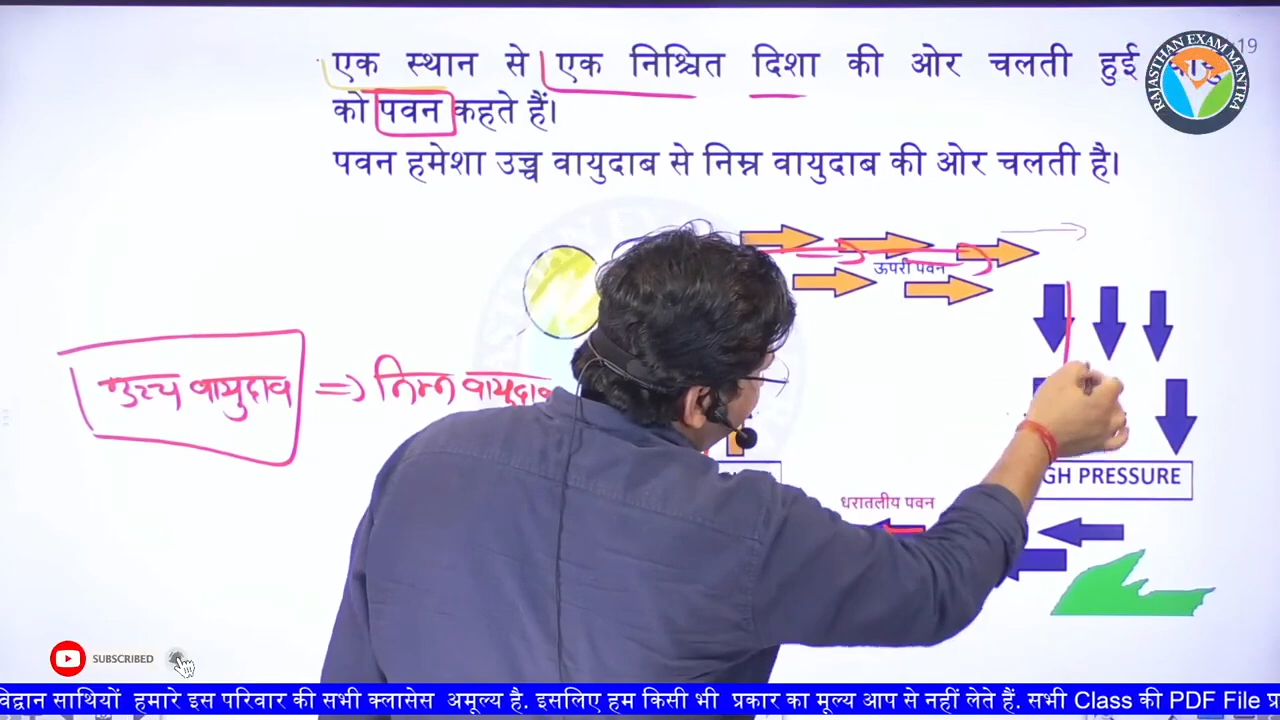 19
एक स्थान से एक निश्चित दिशा की ओर चलती हुई
को पवन कहते हैं।
पवन हमेशा उच्च वायुदाब से निम्न वायुदाब की ओर चलती है।
RAJASTHAN EXAM MANTRA
ऊपरी पवन
उच्च वायुदाब => निम्न वायुदाब
GH PRESSURE
धरातलीय पवन
SUBSCRIBED
विद्वान साथियों हमारे इस परिवार की सभी क्लासेस अमूल्य है. इसलिए हम किसी भी प्रकार का मूल्य आप से नहीं लेते हैं. सभी Class की PDF File प्र